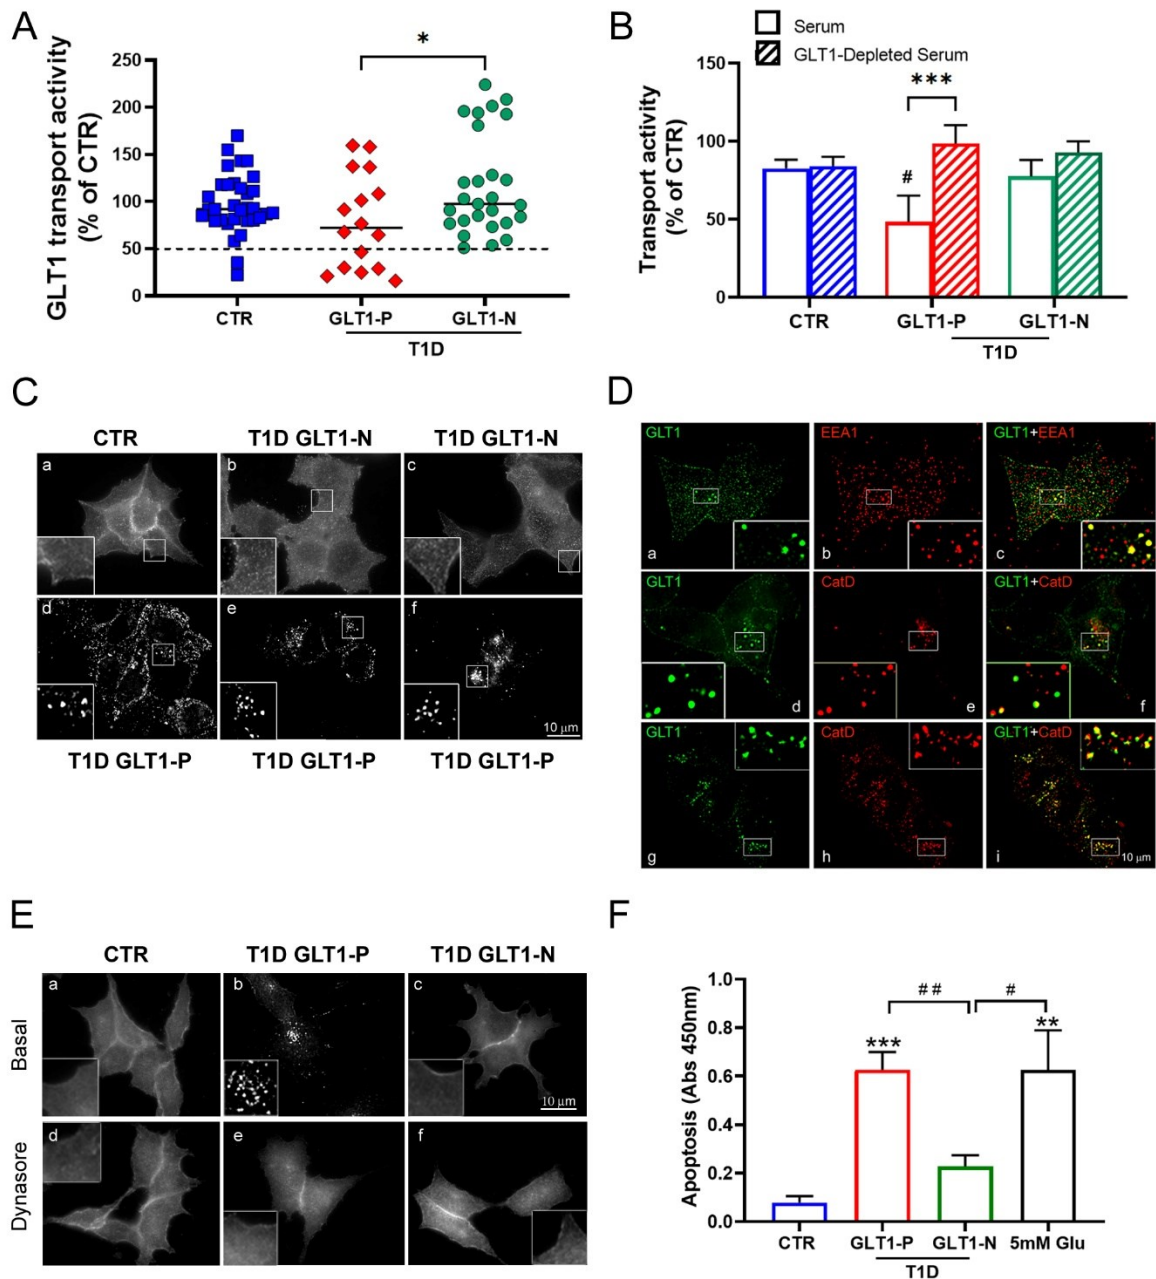 A
GLT1 transport activity
(% of CTR)
250
200
150
100
50
0
*
CTR
GLT1-P
GLT1-N
T1D
B
Serum
GLT1-Depleted Serum
Transport activity
(% of CTR)
150
100
50
0
***
#
CTR
GLT1-P
GLT1-N
T1D
C
CTR
T1D GLT1-N
T1D GLT1-N
a
b
c
d
e
f
10 µm
T1D GLT1-P
T1D GLT1-P
T1D GLT1-P
D
GLT1
EEA1
GLT1+EEA1
a
b
c
GLT1
CatD
GLT1+CatD
d
e
f
GLT1
CatD
GLT1+CatD
g
h
i
10 µm
E
CTR
T1D GLT1-P
T1D GLT1-N
Basal
a
b
c
10 µm
Dynasore
d
e
f
F
Apoptosis (Abs 450nm)
1.0
0.8
0.6
0.4
0.2
0.0
# #
#
***
**
CTR
GLT1-P
GLT1-N
5mM Glu
T1D